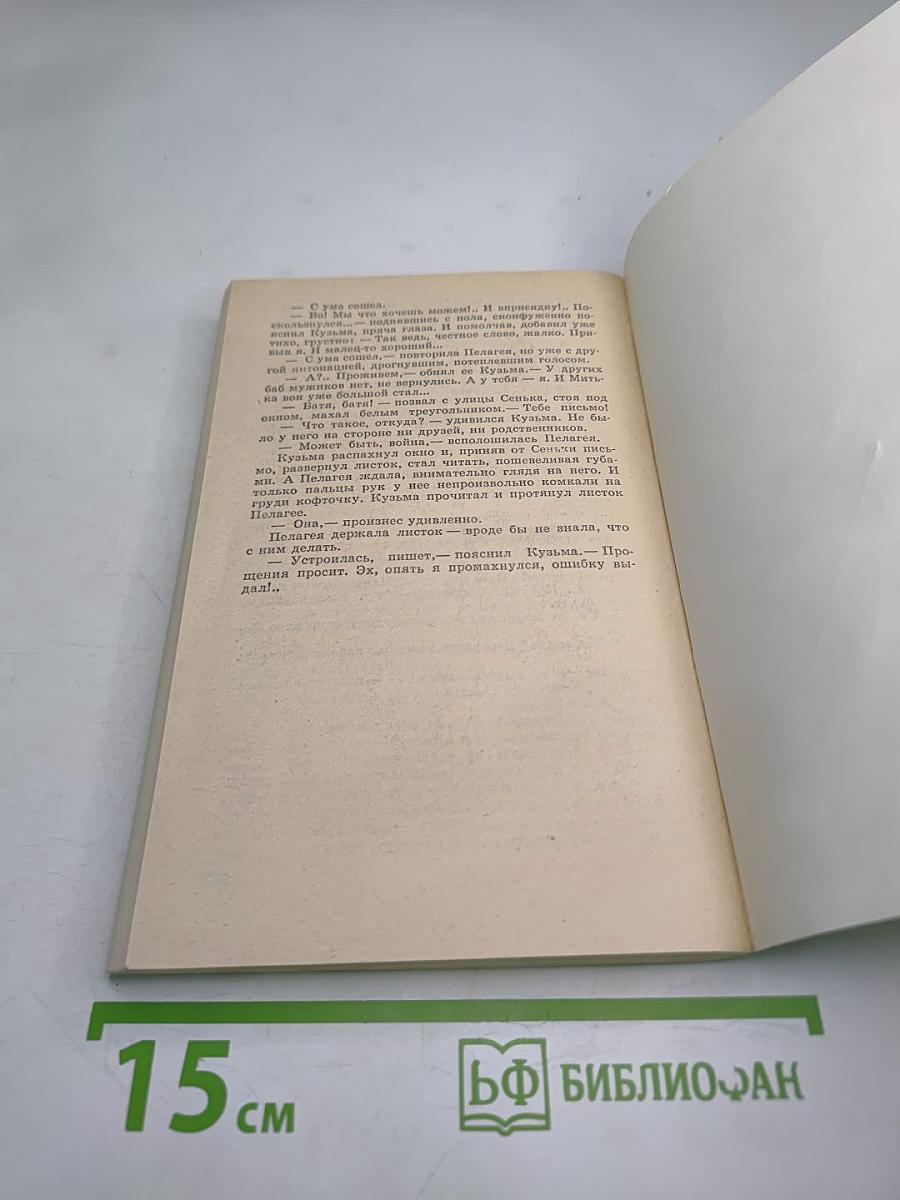 — С ума сошел.
— Во! Мы что хочешь можем!.. И вприсядку!.. По-
скользнулся...— поднявшись с пола, сконфуженно по-
яснил Кузьма, пряча глаза. И помолчав, добавил уже
тихо, грустно: — Так ведь, честное слово, жалко. При-
вык я. И малец-то хороший...
— С ума сошел,— повторила Пелагея, но уже с дру-
гой интонацией, дрогнувшим, потеплевшим голосом.
— А?.. Проживем,— обнял ее Кузьма.— У других
баб мужиков нет, не вернулись. А у тебя — я. И Мить-
ка вон уже большой стал...
— Батя, батя! — позвал с улицы Сенька, стоя под
окном, махал белым треугольником.— Тебе письмо!
— Что такое, откуда? — удивился Кузьма. Не бы-
ло у него на стороне ни друзей, ни родственников.
— Может быть, война,— всполошилась Пелагея.
Кузьма распахнул окно и, приняв от Сеньки пись-
мо, развернул листок, стал читать, пошевеливая губа-
ми. А Пелагея ждала, внимательно глядя на него. И
только пальцы рук у нее непроизвольно комкали на
груди кофточку. Кузьма прочитал и протянул листок
Пелагее.
— Она,— произнес удивленно.
Пелагея держала листок — вроде бы не знала, что
с ним делать.
— Устроилась, пишет,— пояснил Кузьма.— Про-
щения просит. Эх, опять я промахнулся, ошибку вы-
дал!..
15 см
БФ БИБЛИОФАН